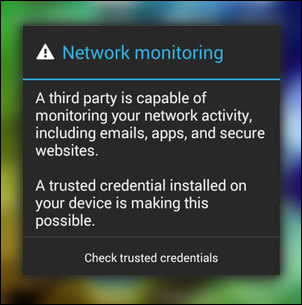 Network monitoring
A third party is capable of
monitoring your network activity,
including emails, apps, and secure
websites.
A trusted credential installed on
your device is making this
possible.
Check trusted credentials